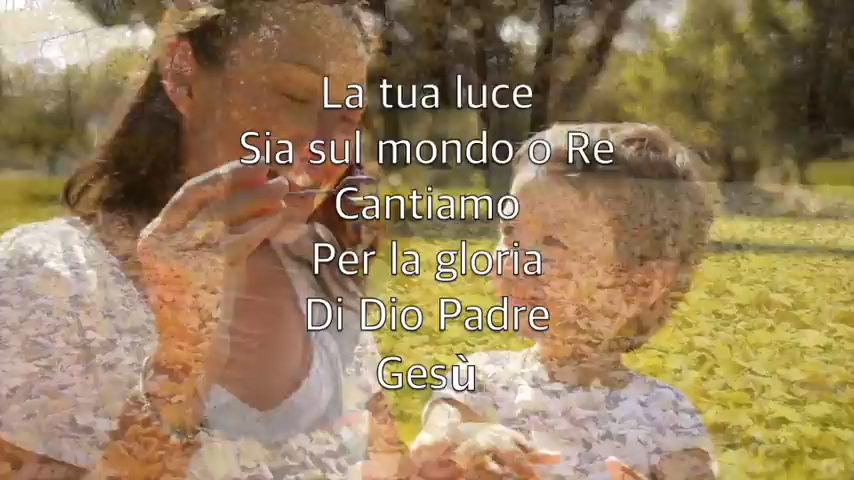 La tua luce
Sia sul mondo o Re
Cantiamo
Per la gloria
Di Dio Padre
Gesù